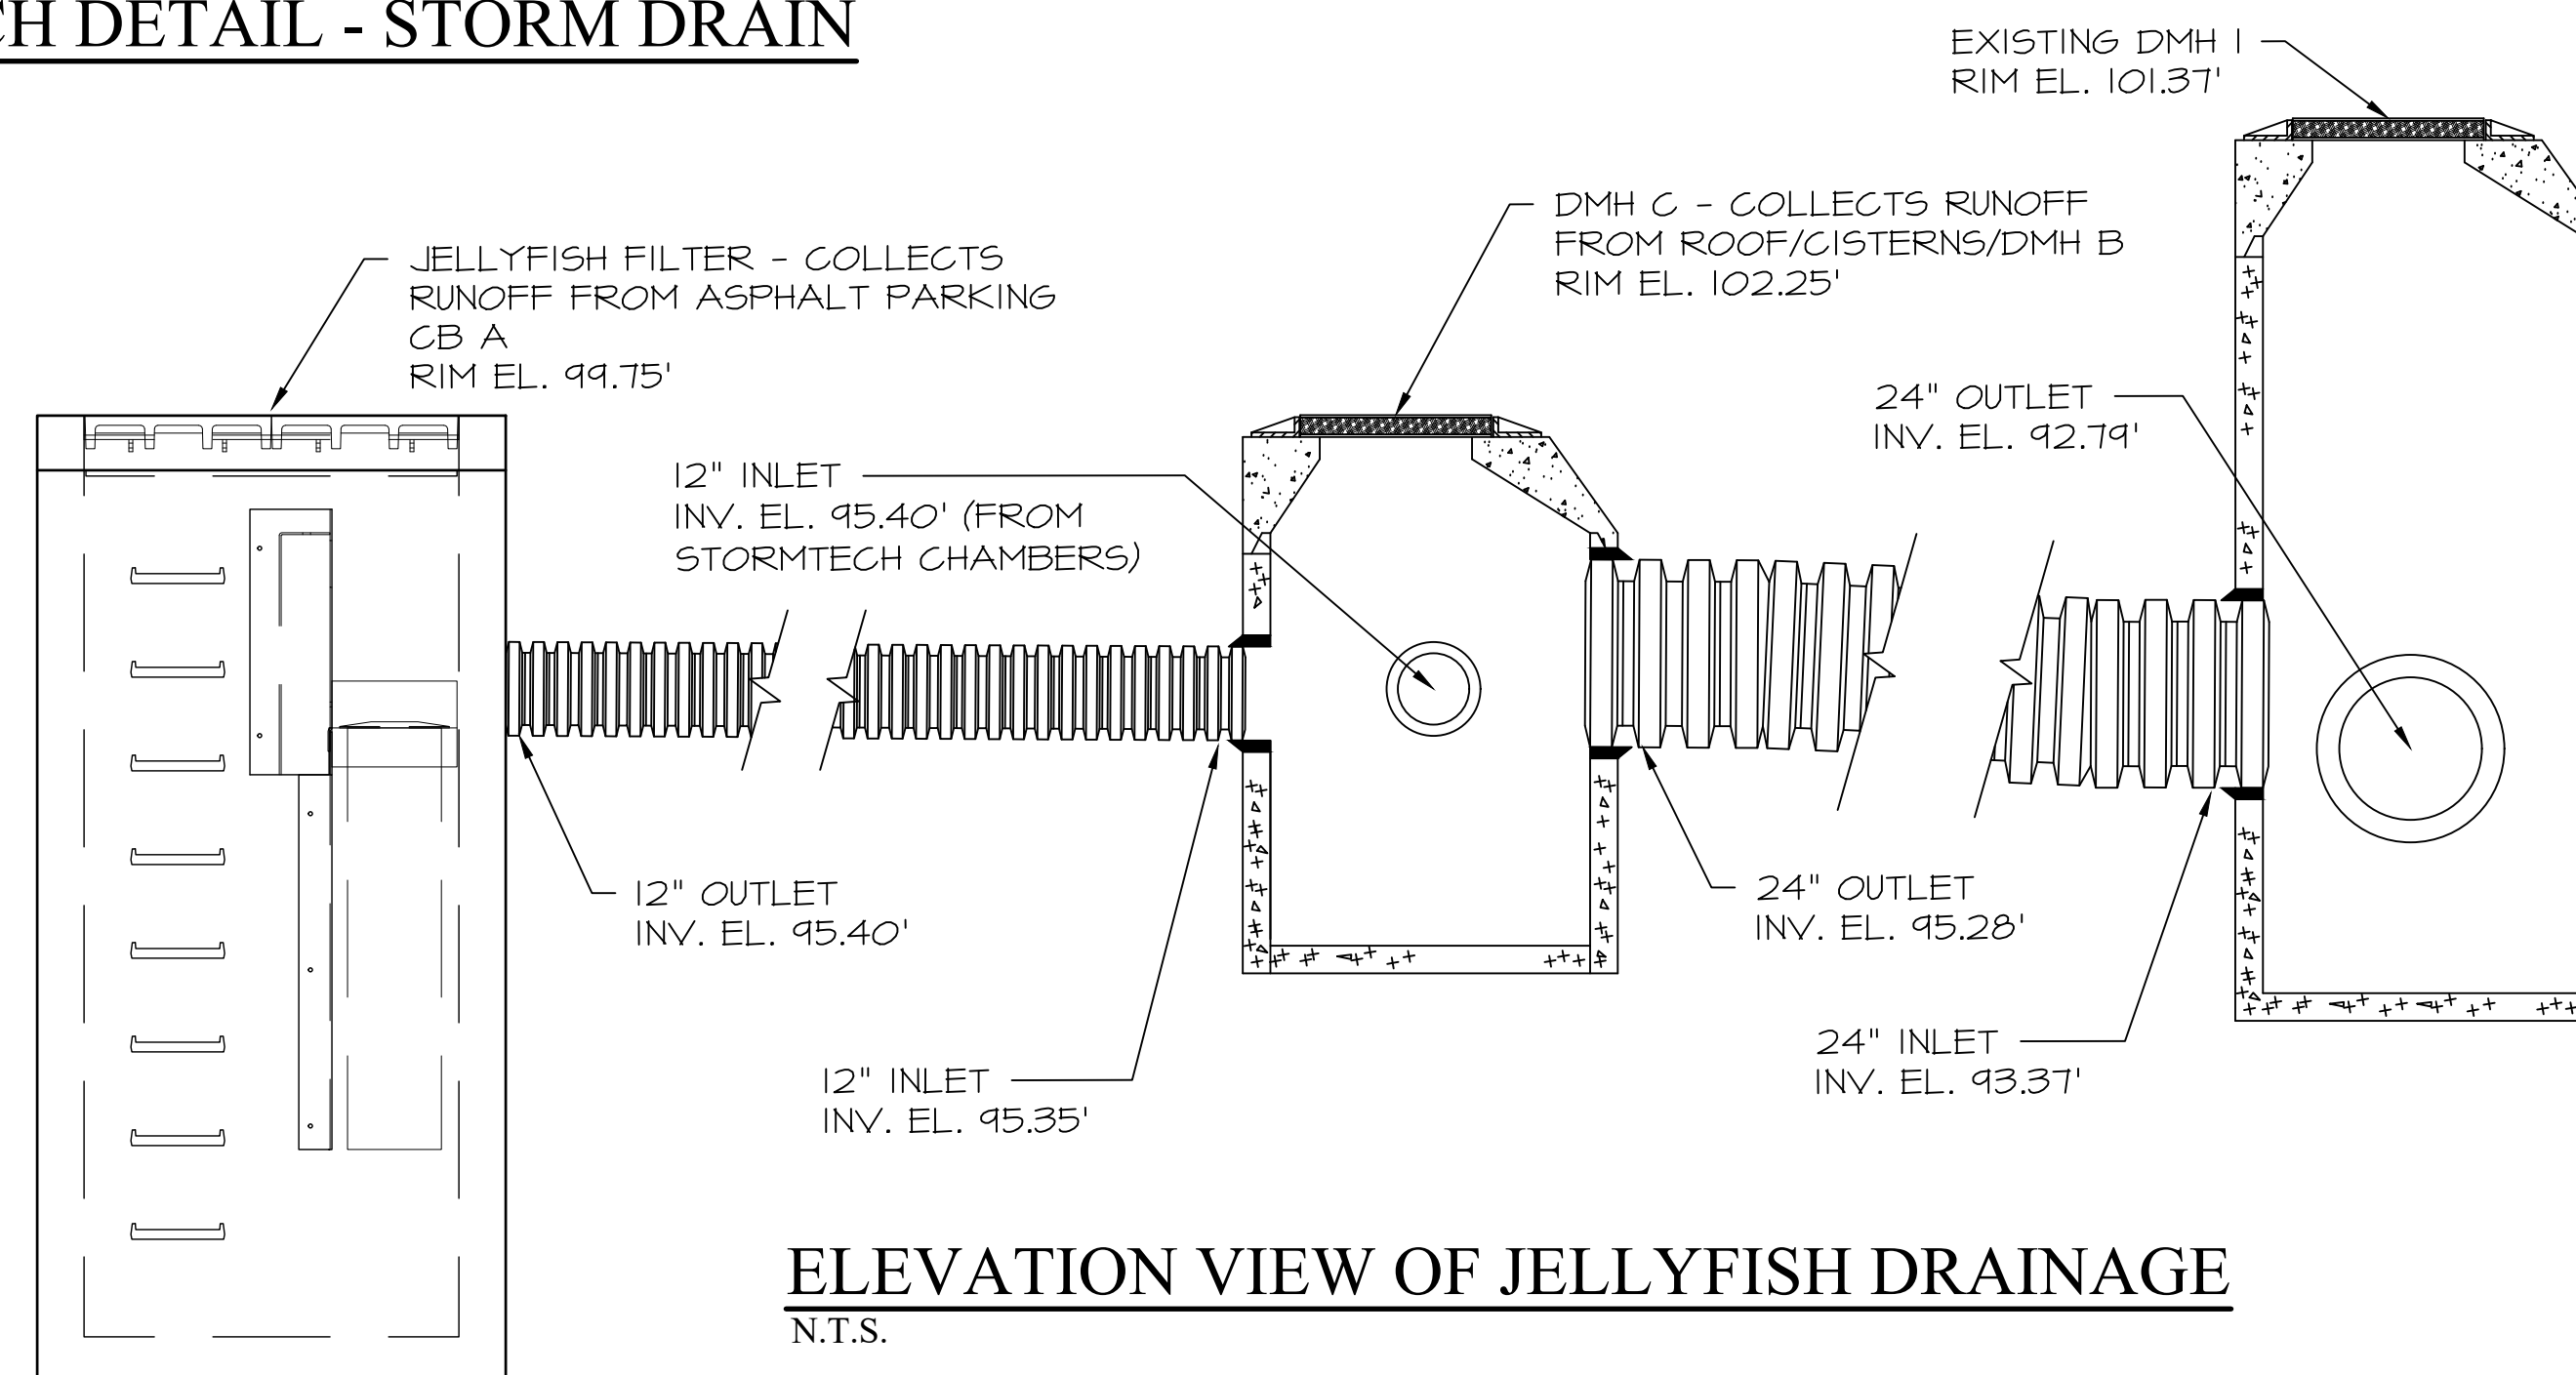 CH DETAIL - STORM DRAIN
EXISTING DMH 1
RIM EL. 101.37'
DMH C - COLLECTS RUNOFF
FROM ROOF/CISTERNS/DMH B
RIM EL. 102.25'
JELLYFISH FILTER - COLLECTS
RUNOFF FROM ASPHALT PARKING
CB A
RIM EL. 99.75'
24" OUTLET
INV. EL. 92.79'
12" INLET
INV. EL. 95.40' (FROM
STORMTECH CHAMBERS)
12" OUTLET
INV. EL. 95.40'
24" OUTLET
INV. EL. 95.28'
24" INLET
INV. EL. 93.37'
12" INLET
INV. EL. 95.35'
ELEVATION VIEW OF JELLYFISH DRAINAGE
N.T.S.